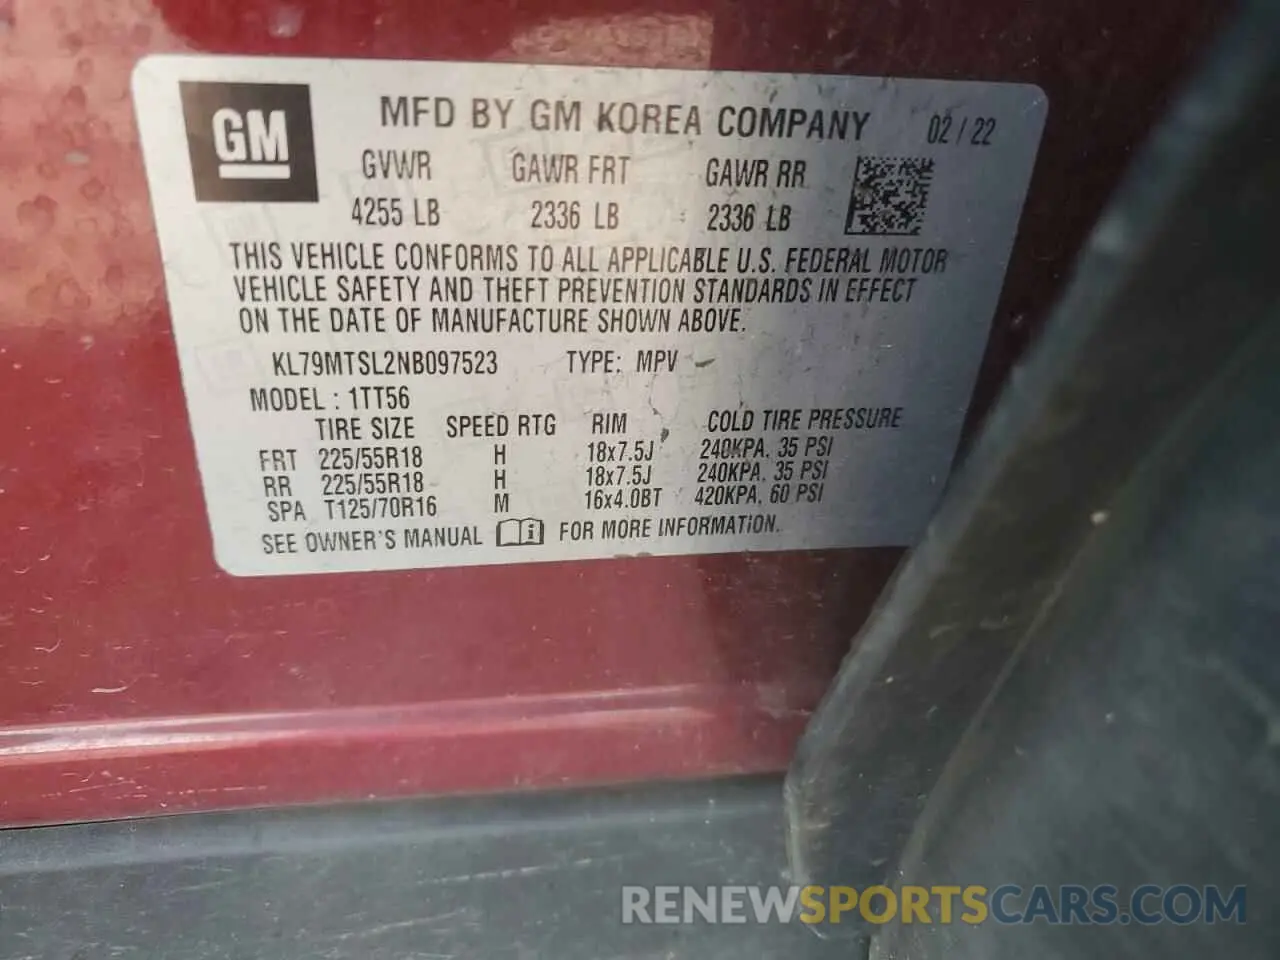 GM
MFD BY GM KOREA COMPANY 02 / 22
GVWR GAWR FRT GAWR RR
4255 LB 2336 LB 2336 LB
THIS VEHICLE CONFORMS TO ALL APPLICABLE U.S. FEDERAL MOTOR
VEHICLE SAFETY AND THEFT PREVENTION STANDARDS IN EFFECT
ON THE DATE OF MANUFACTURE SHOWN ABOVE.
KL79MTSL2NB097523 TYPE: MPV
MODEL : 1TT56
TIRE SIZE SPEED RTG RIM COLD TIRE PRESSURE
FRT 225/55R18 H 18x7.5J 240KPA. 35 PSI
RR 225/55R18 H 18x7.5J 240KPA. 35 PSI
SPA T125/70R16 M 16x4.0BT 420KPA. 60 PSI
SEE OWNER'S MANUAL i FOR MORE INFORMATION.
RENEWSPORTSCARS.COM